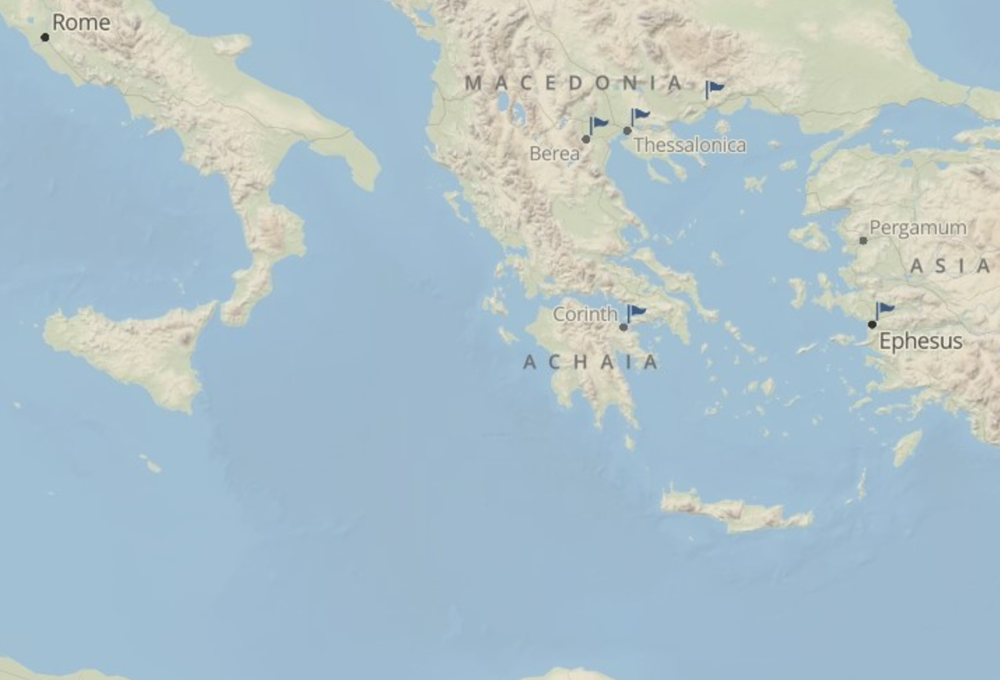 Rome
MACEDONIA
Thessalonica
Berea
Pergamum
ASIA
Corinth
Ephesus
ACHAIA